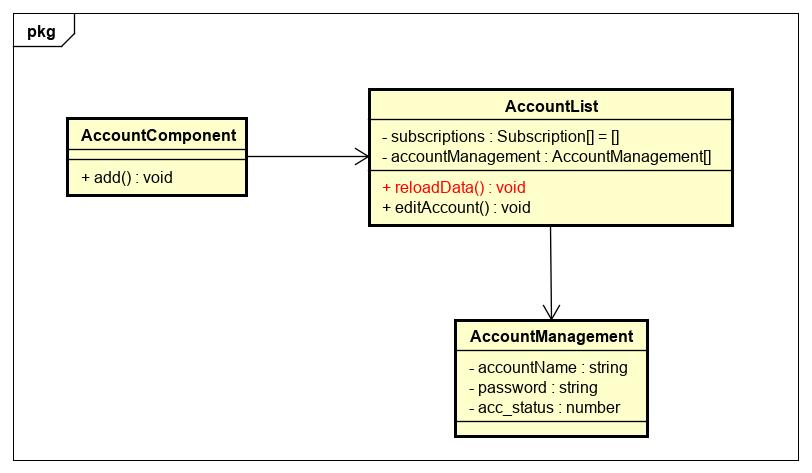 pkg
AccountComponent
+ add() : void
AccountList
- subscriptions : Subscription[] = []
- accountManagement : AccountManagement[]
+ reloadData() : void
+ editAccount() : void
AccountManagement
- accountName : string
- password : string
- acc_status : number